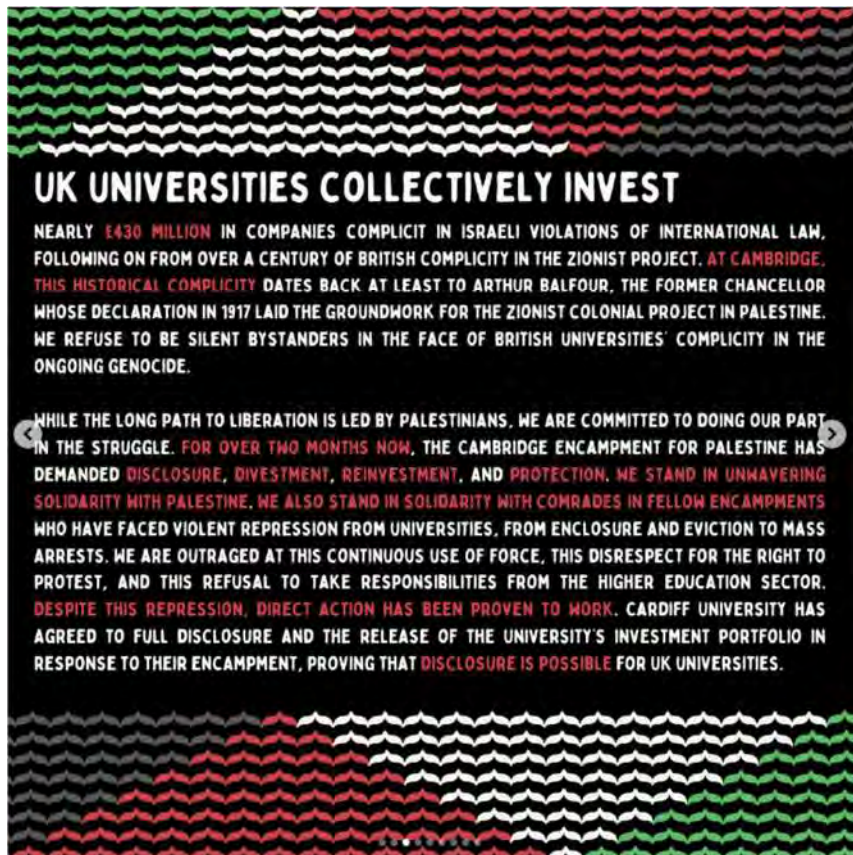 UK UNIVERSITIES COLLECTIVELY INVEST
NEARLY £430 MILLION IN COMPANIES COMPLICIT IN ISRAELI VIOLATIONS OF INTERNATIONAL LAW,
FOLLOWING ON FROM OVER A CENTURY OF BRITISH COMPLICITY IN THE ZIONIST PROJECT. AT CAMBRIDGE,
THIS HISTORICAL COMPLICITY DATES BACK AT LEAST TO ARTHUR BALFOUR, THE FORMER CHANCELLOR
WHOSE DECLARATION IN 1917 LAID THE GROUNDWORK FOR THE ZIONIST COLONIAL PROJECT IN PALESTINE.
WE REFUSE TO BE SILENT BYSTANDERS IN THE FACE OF BRITISH UNIVERSITIES' COMPLICITY IN THE
ONGOING GENOCIDE.
WHILE THE LONG PATH TO LIBERATION IS LED BY PALESTINIANS, WE ARE COMMITTED TO DOING OUR PART
IN THE STRUGGLE. FOR OVER TWO MONTHS NOW, THE CAMBRIDGE ENCAMPMENT FOR PALESTINE HAS
DEMANDED DISCLOSURE, DIVESTMENT, REINVESTMENT, AND PROTECTION. WE STAND IN UNWAVERING
SOLIDARITY WITH PALESTINE. WE ALSO STAND IN SOLIDARITY WITH COMRADES IN FELLOW ENCAMPMENTS
WHO HAVE FACED VIOLENT REPRESSION FROM UNIVERSITIES, FROM ENCLOSURE AND EVICTION TO MASS
ARRESTS. WE ARE OUTRAGED AT THIS CONTINUOUS USE OF FORCE, THIS DISRESPECT FOR THE RIGHT TO
PROTEST, AND THIS REFUSAL TO TAKE RESPONSIBILITIES FROM THE HIGHER EDUCATION SECTOR.
DESPITE THIS REPRESSION, DIRECT ACTION HAS BEEN PROVEN TO WORK. CARDIFF UNIVERSITY HAS
AGREED TO FULL DISCLOSURE AND THE RELEASE OF THE UNIVERSITY'S INVESTMENT PORTFOLIO IN
RESPONSE TO THEIR ENCAMPMENT, PROVING THAT DISCLOSURE IS POSSIBLE FOR UK UNIVERSITIES.